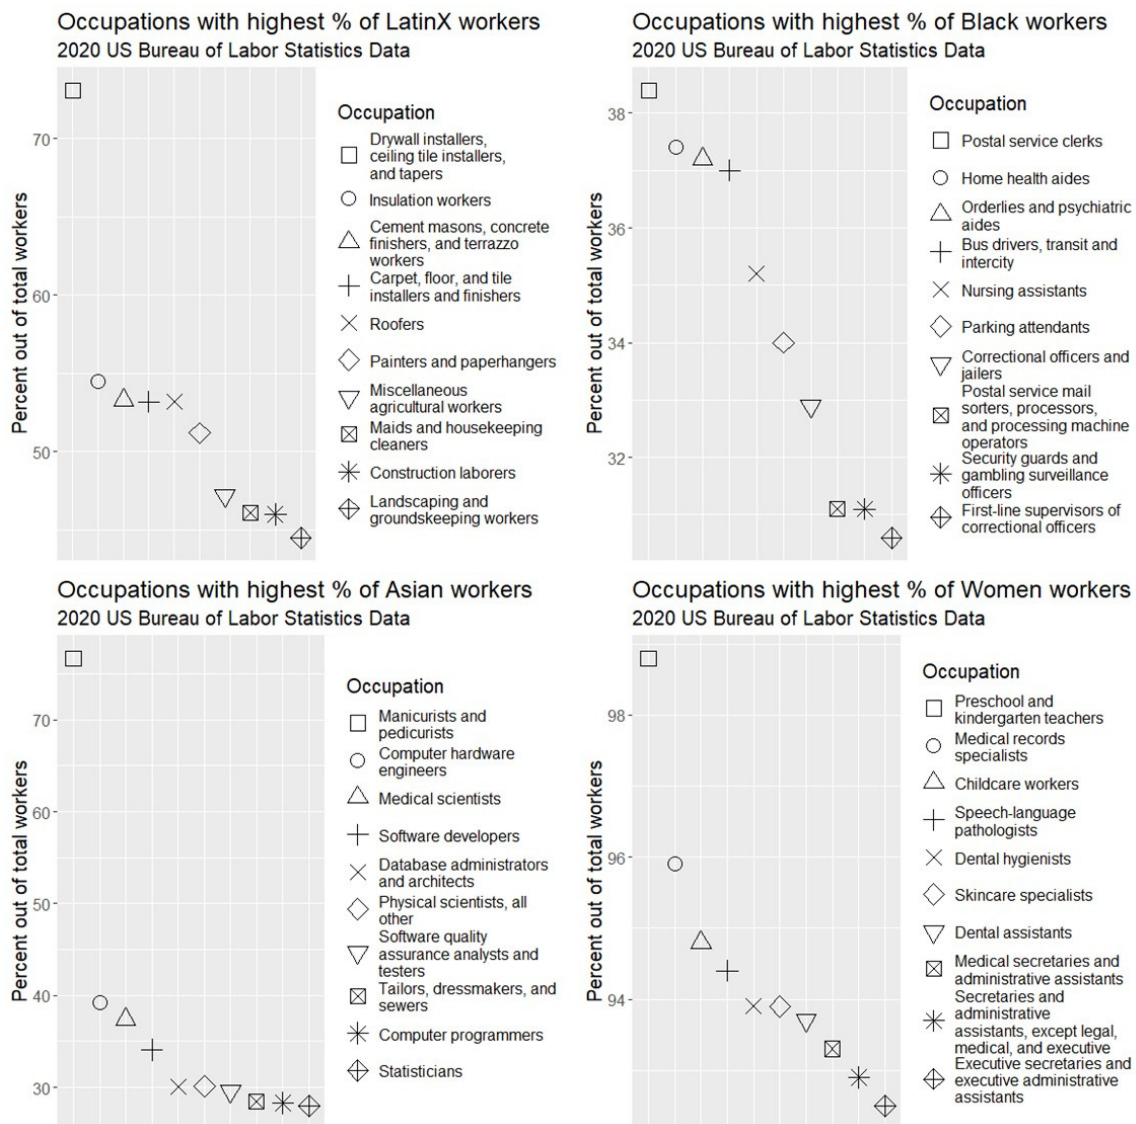 Occupations with highest % of LatinX workers
2020 US Bureau of Labor Statistics Data
Percent out of total workers
70
60
50
Occupation
Drywall installers,
ceiling tile installers,
and tapers
Insulation workers
Cement masons, concrete
finishers, and terrazzo
workers
Carpet, floor, and tile
installers and finishers
Roofers
Painters and paperhangers
Miscellaneous
agricultural workers
Maids and housekeeping
cleaners
Construction laborers
Landscaping and
groundskeeping workers
Occupations with highest % of Black workers
2020 US Bureau of Labor Statistics Data
Percent out of total workers
38
36
34
32
Occupation
Postal service clerks
Home health aides
Orderlies and psychiatric
aides
Bus drivers, transit and
intercity
Nursing assistants
Parking attendants
Correctional officers and
jailers
Postal service mail
sorters, processors,
and processing machine
operators
Security guards and
gambling surveillance
officers
First-line supervisors of
correctional officers
Occupations with highest % of Asian workers
2020 US Bureau of Labor Statistics Data
Percent out of total workers
70
60
50
40
30
Occupation
Manicurists and
pedicurists
Computer hardware
engineers
Medical scientists
Software developers
Database administrators
and architects
Physical scientists, all
other
Software quality
assurance analysts and
testers
Tailors, dressmakers, and
sewers
Computer programmers
Statisticians
Occupations with highest % of Women workers
2020 US Bureau of Labor Statistics Data
Percent out of total workers
98
96
94
Occupation
Preschool and
kindergarten teachers
Medical records
specialists
Childcare workers
Speech-language
pathologists
Dental hygienists
Skincare specialists
Dental assistants
Medical secretaries and
administrative assistants
Secretaries and
administrative
assistants, except legal,
medical, and executive
Executive secretaries and
executive administrative
assistants